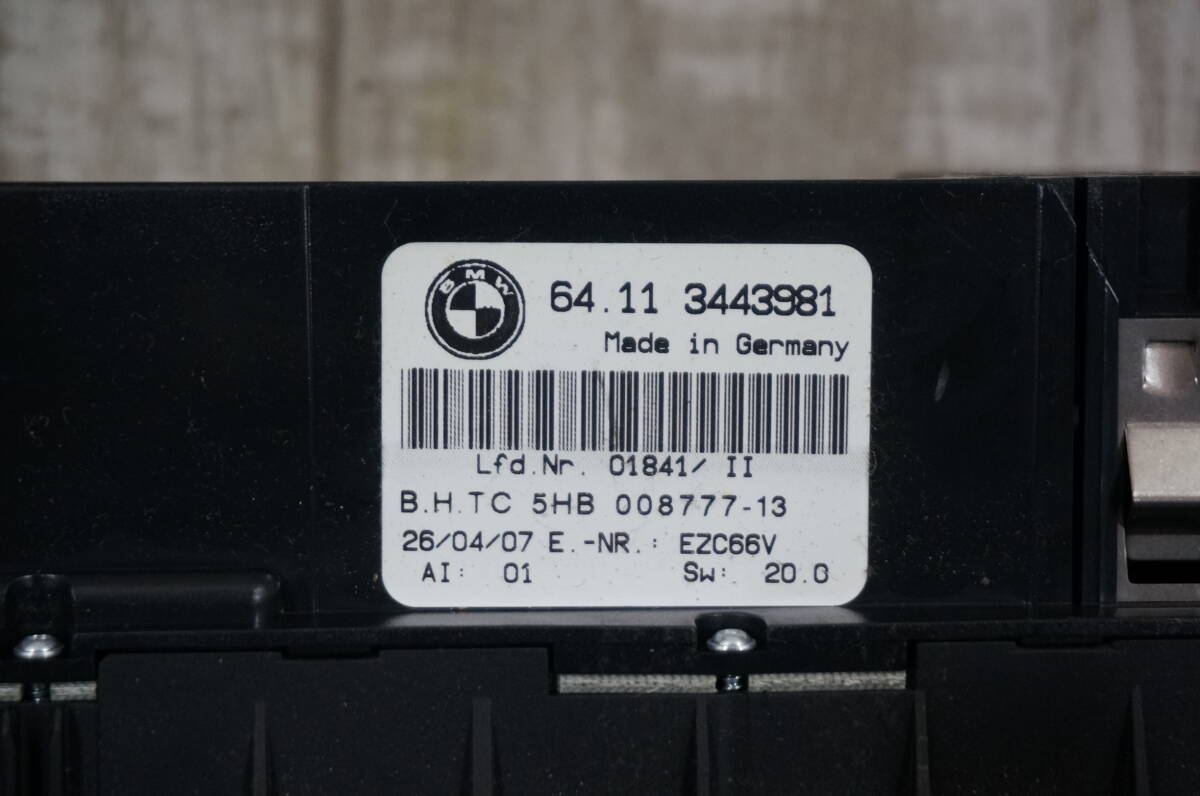 BMW
64.11 3443981
Made in Germany
Lfd.Nr. 01841/ II
B.H.TC 5HB 008777-13
26/04/07 E.-NR.: EZC66V
AI: 01 Sw: 20.0